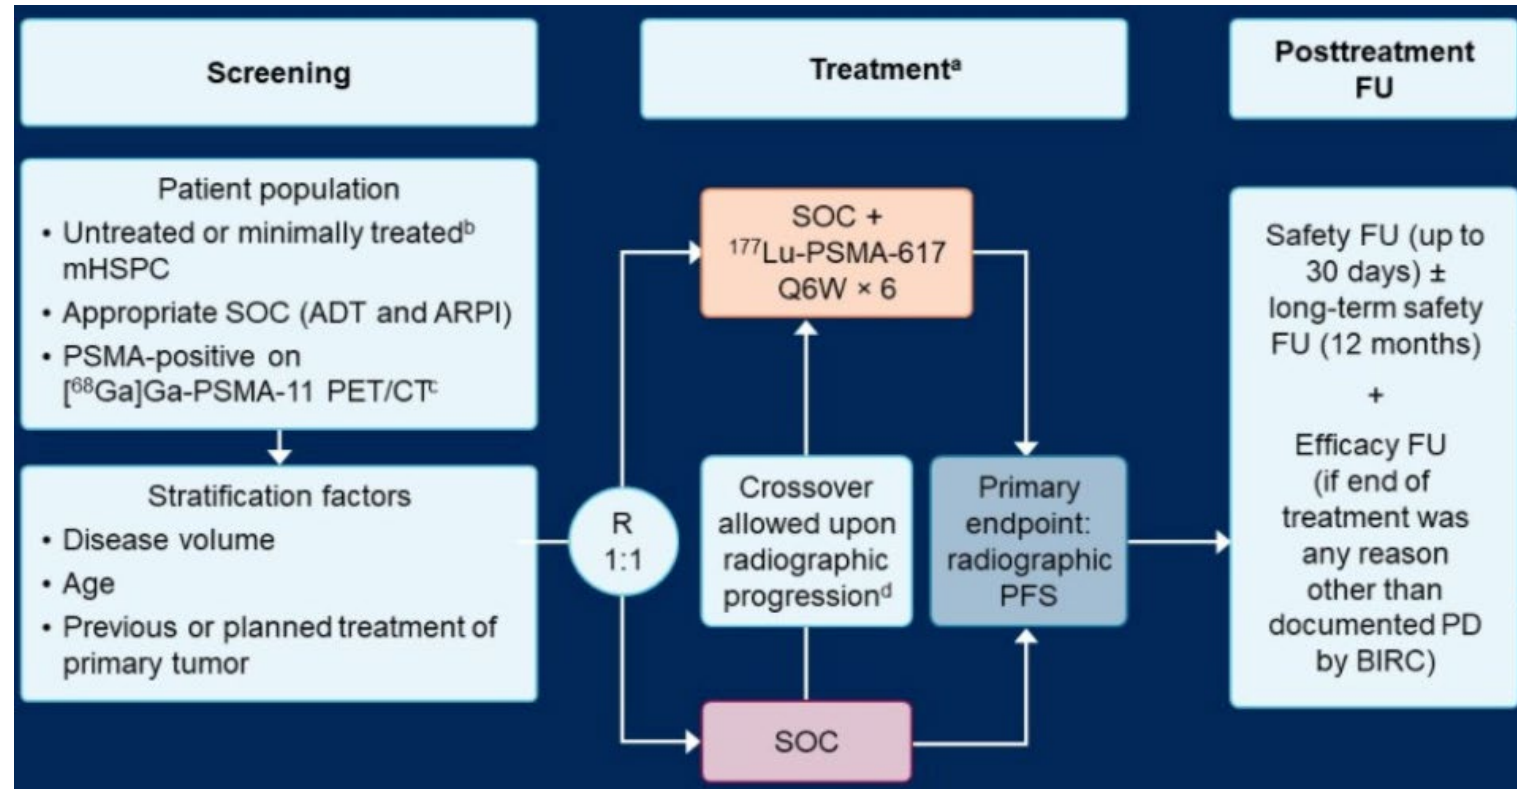 Screening
Treatmentᵃ
Posttreatment
FU
Patient population
• Untreated or minimally treatedᵇ
mHSPC
• Appropriate SOC (ADT and ARPI)
• PSMA-positive on
[⁶⁸Ga]Ga-PSMA-11 PET/CTᶜ
Stratification factors
• Disease volume
• Age
• Previous or planned treatment of
primary tumor
R
1:1
SOC +
¹⁷⁷Lu-PSMA-617
Q6W × 6
Crossover
allowed upon
radiographic
progressionᵈ
SOC
Primary
endpoint:
radiographic
PFS
Safety FU (up to
30 days) ±
long-term safety
FU (12 months)
+
Efficacy FU
(if end of
treatment was
any reason
other than
documented PD
by BIRC)